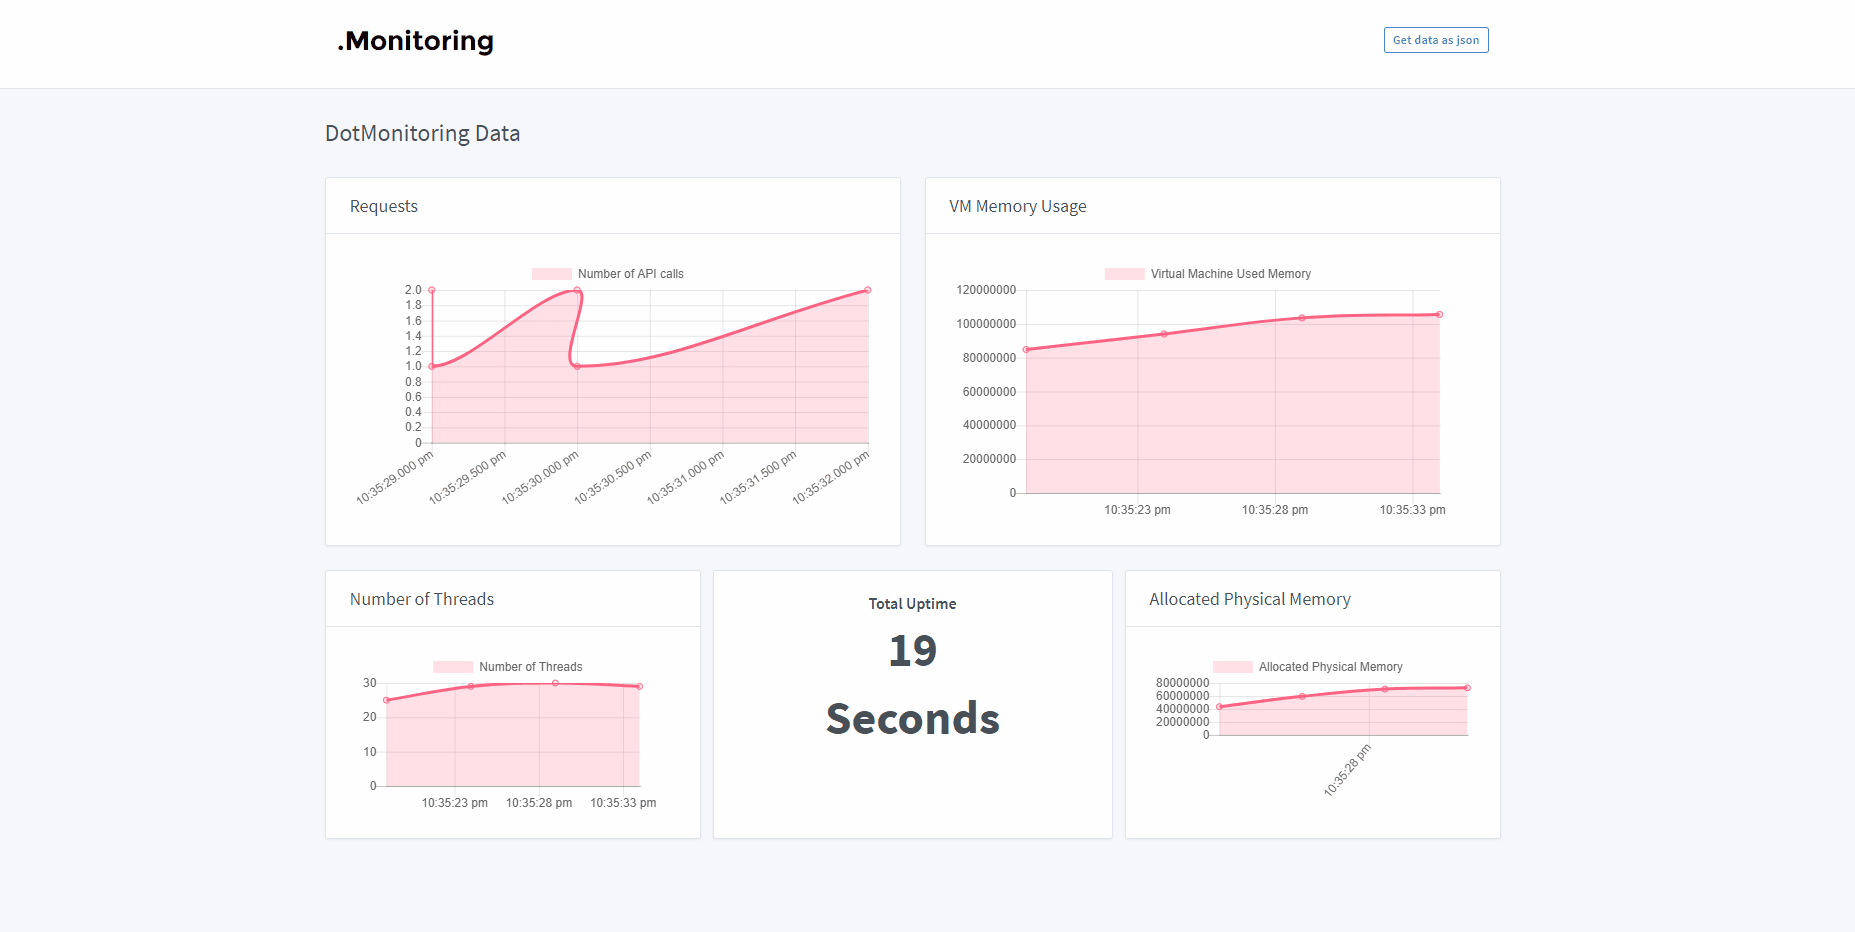 .Monitoring
Get data as json
DotMonitoring Data
Requests
Number of API calls
2.0
1.8
1.6
1.4
1.2
1.0
0.8
0.6
0.4
0.2
0
10:35:29.000 pm
10:35:29.500 pm
10:35:30.000 pm
10:35:30.500 pm
10:35:31.000 pm
10:35:31.500 pm
10:35:32.000 pm
VM Memory Usage
Virtual Machine Used Memory
120000000
100000000
80000000
60000000
40000000
20000000
0
10:35:23 pm
10:35:28 pm
10:35:33 pm
Number of Threads
Number of Threads
30
20
10
0
10:35:23 pm
10:35:28 pm
10:35:33 pm
Total Uptime
19
Seconds
Allocated Physical Memory
Allocated Physical Memory
80000000
60000000
40000000
20000000
0
10:35:28 pm